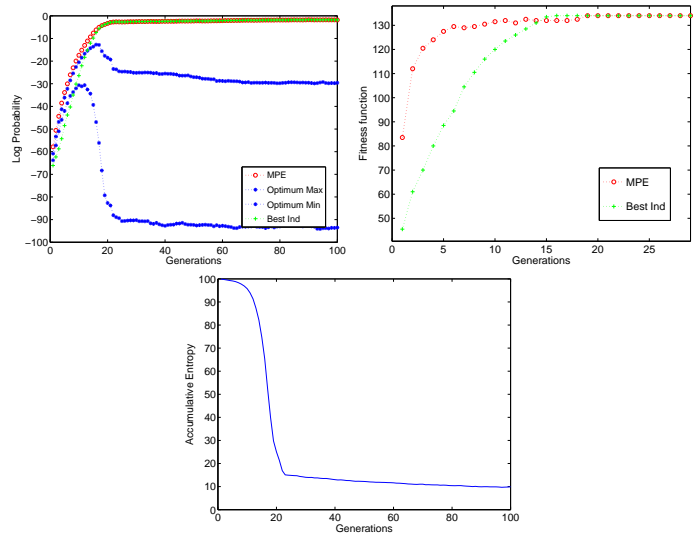 0
−10
−20
−30
−40
−50
−60
−70
−80
−90
−100
0 20 40 60 80 100
Log Probability
Generations
MPE
Optimum Max
Optimum Min
Best Ind
130
120
110
100
90
80
70
60
50
0 5 10 15 20 25
Fitness function
Generations
MPE
Best Ind
100
90
80
70
60
50
40
30
20
10
0
0 20 40 60 80 100
Accumulative Entropy
Generations